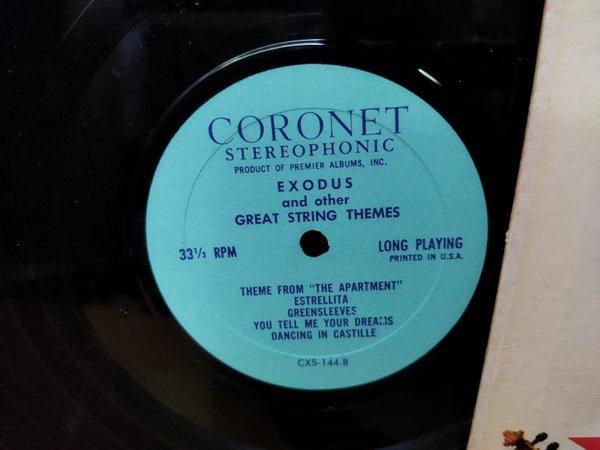 CORONET
STEREOPHONIC
PRODUCT OF PREMIER ALBUMS, INC.
EXODUS
and other
GREAT STRING THEMES
33⅓ RPM
LONG PLAYING
PRINTED IN U.S.A.
THEME FROM "THE APARTMENT"
ESTRELLITA
GREENSLEEVES
YOU TELL ME YOUR DREAMS
DANCING IN CASTILLE
CXS-144-B